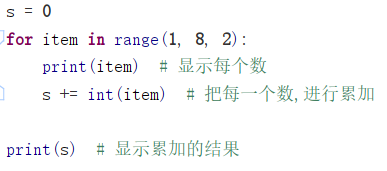 s = 0
for item in range(1, 8, 2):
    print(item)  # 显示每个数
    s += int(item)  # 把每一个数,进行累加
print(s)  # 显示累加的结果